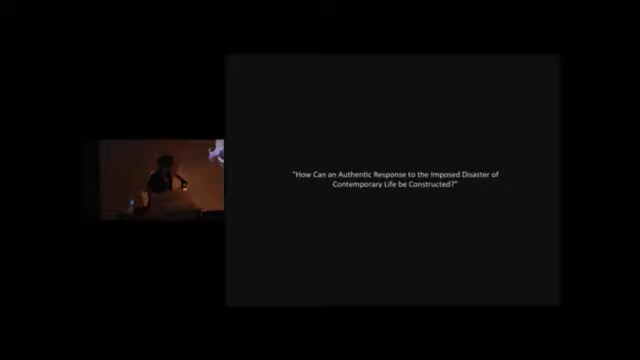 "How Can an Authentic Response to the Imposed Disaster of
Contemporary Life be Constructed?"